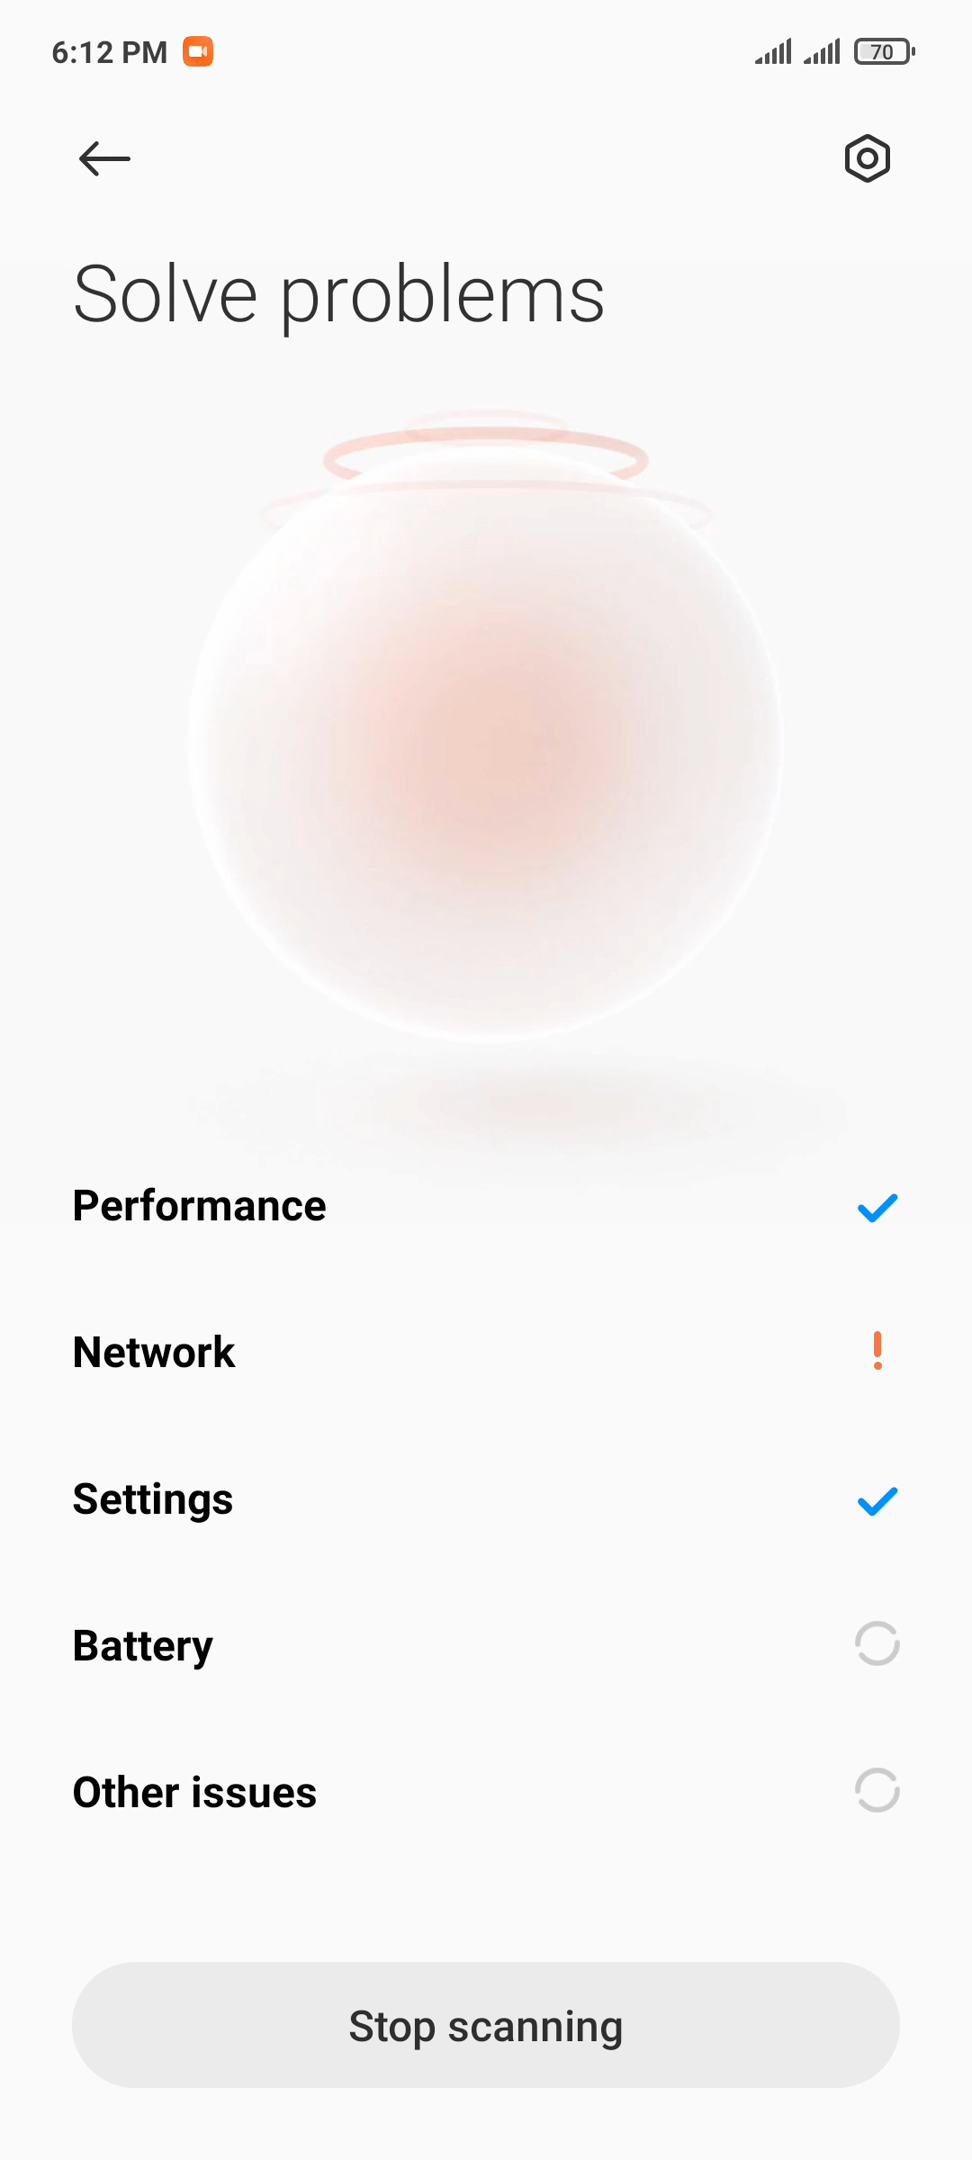 6:12 PM
70
Solve problems
Performance
Network
Settings
Battery
Other issues
Stop scanning